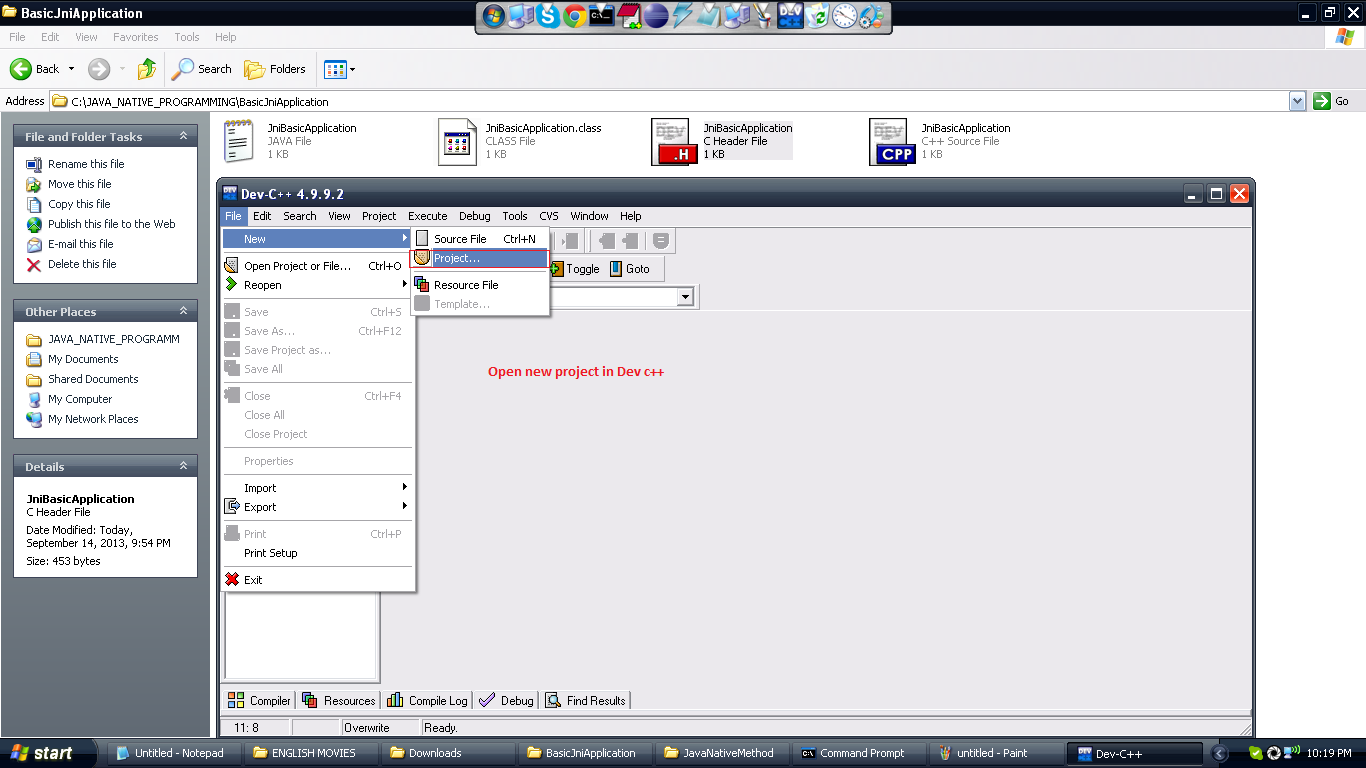 BasicJniApplication
File Edit View Favorites Tools Help
Back Search Folders
Address C:\JAVA_NATIVE_PROGRAMMING\BasicJniApplication Go
File and Folder Tasks
Rename this file
Move this file
Copy this file
Publish this file to the Web
E-mail this file
Delete this file
Other Places
JAVA_NATIVE_PROGRAMM
My Documents
Shared Documents
My Computer
My Network Places
Details
JniBasicApplication
C Header File
Date Modified: Today,
September 14, 2013, 9:54 PM
Size: 453 bytes
JniBasicApplication
JAVA File
1 KB
JniBasicApplication.class
CLASS File
1 KB
DEV
.H
JniBasicApplication
C Header File
1 KB
DEV
CPP
JniBasicApplication
C++ Source File
1 KB
Dev-C++ 4.9.9.2
File Edit Search View Project Execute Debug Tools CVS Window Help
New
Open Project or File... Ctrl+O
Reopen
Save Ctrl+S
Save As... Ctrl+F12
Save Project as...
Save All
Close Ctrl+F4
Close All
Close Project
Properties
Import
Export
Print Ctrl+P
Print Setup
Exit
Source File Ctrl+N
Project...
Resource File
Template...
Toggle Goto
Open new project in Dev c++
Compiler Resources Compile Log Debug Find Results
11: 8 Overwrite Ready.
start Untitled - Notepad ENGLISH MOVIES Downloads BasicJniApplication JavaNativeMethod Command Prompt untitled - Paint Dev-C++ 10:19 PM